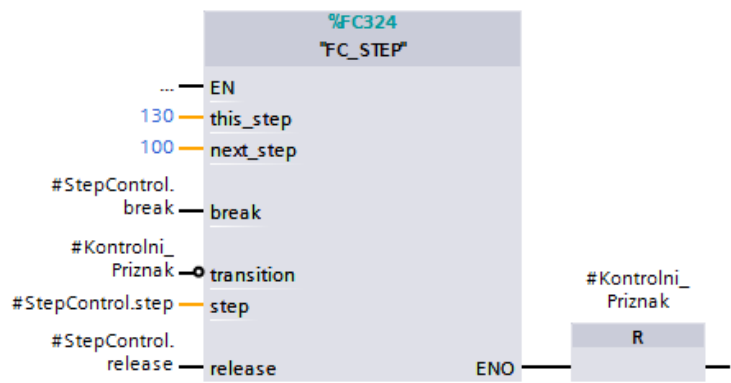 %FC324
"FC_STEP"
... EN
130 this_step
100 next_step
#StepControl.
break break
#Kontrolni_
Priznak transition
#StepControl.step step
#StepControl.
release release
ENO
#Kontrolni_
Priznak
R